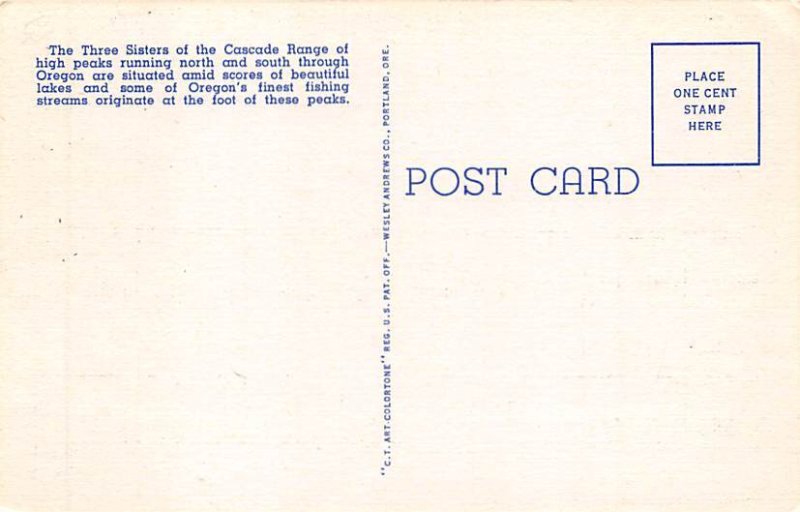 The Three Sisters of the Cascade Range of
high peaks running north and south through
Oregon are situated amid scores of beautiful
lakes and some of Oregon's finest fishing
streams originate at the foot of these peaks.
"C.T. ART-COLORTONE" REG. U.S. PAT. OFF.—WESLEY ANDREWS CO., PORTLAND, ORE.
POST CARD
PLACE
ONE CENT
STAMP
HERE